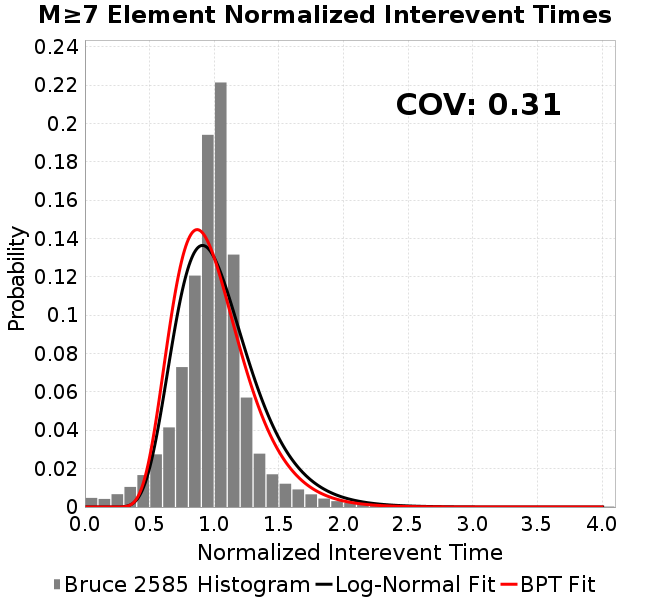 M≥7 Element Normalized Interevent Times
COV: 0.31
Probability
0.24
0.22
0.2
0.18
0.16
0.14
0.12
0.1
0.08
0.06
0.04
0.02
0
0.0 0.5 1.0 1.5 2.0 2.5 3.0 3.5 4.0
Normalized Interevent Time
Bruce 2585 Histogram Log-Normal Fit BPT Fit